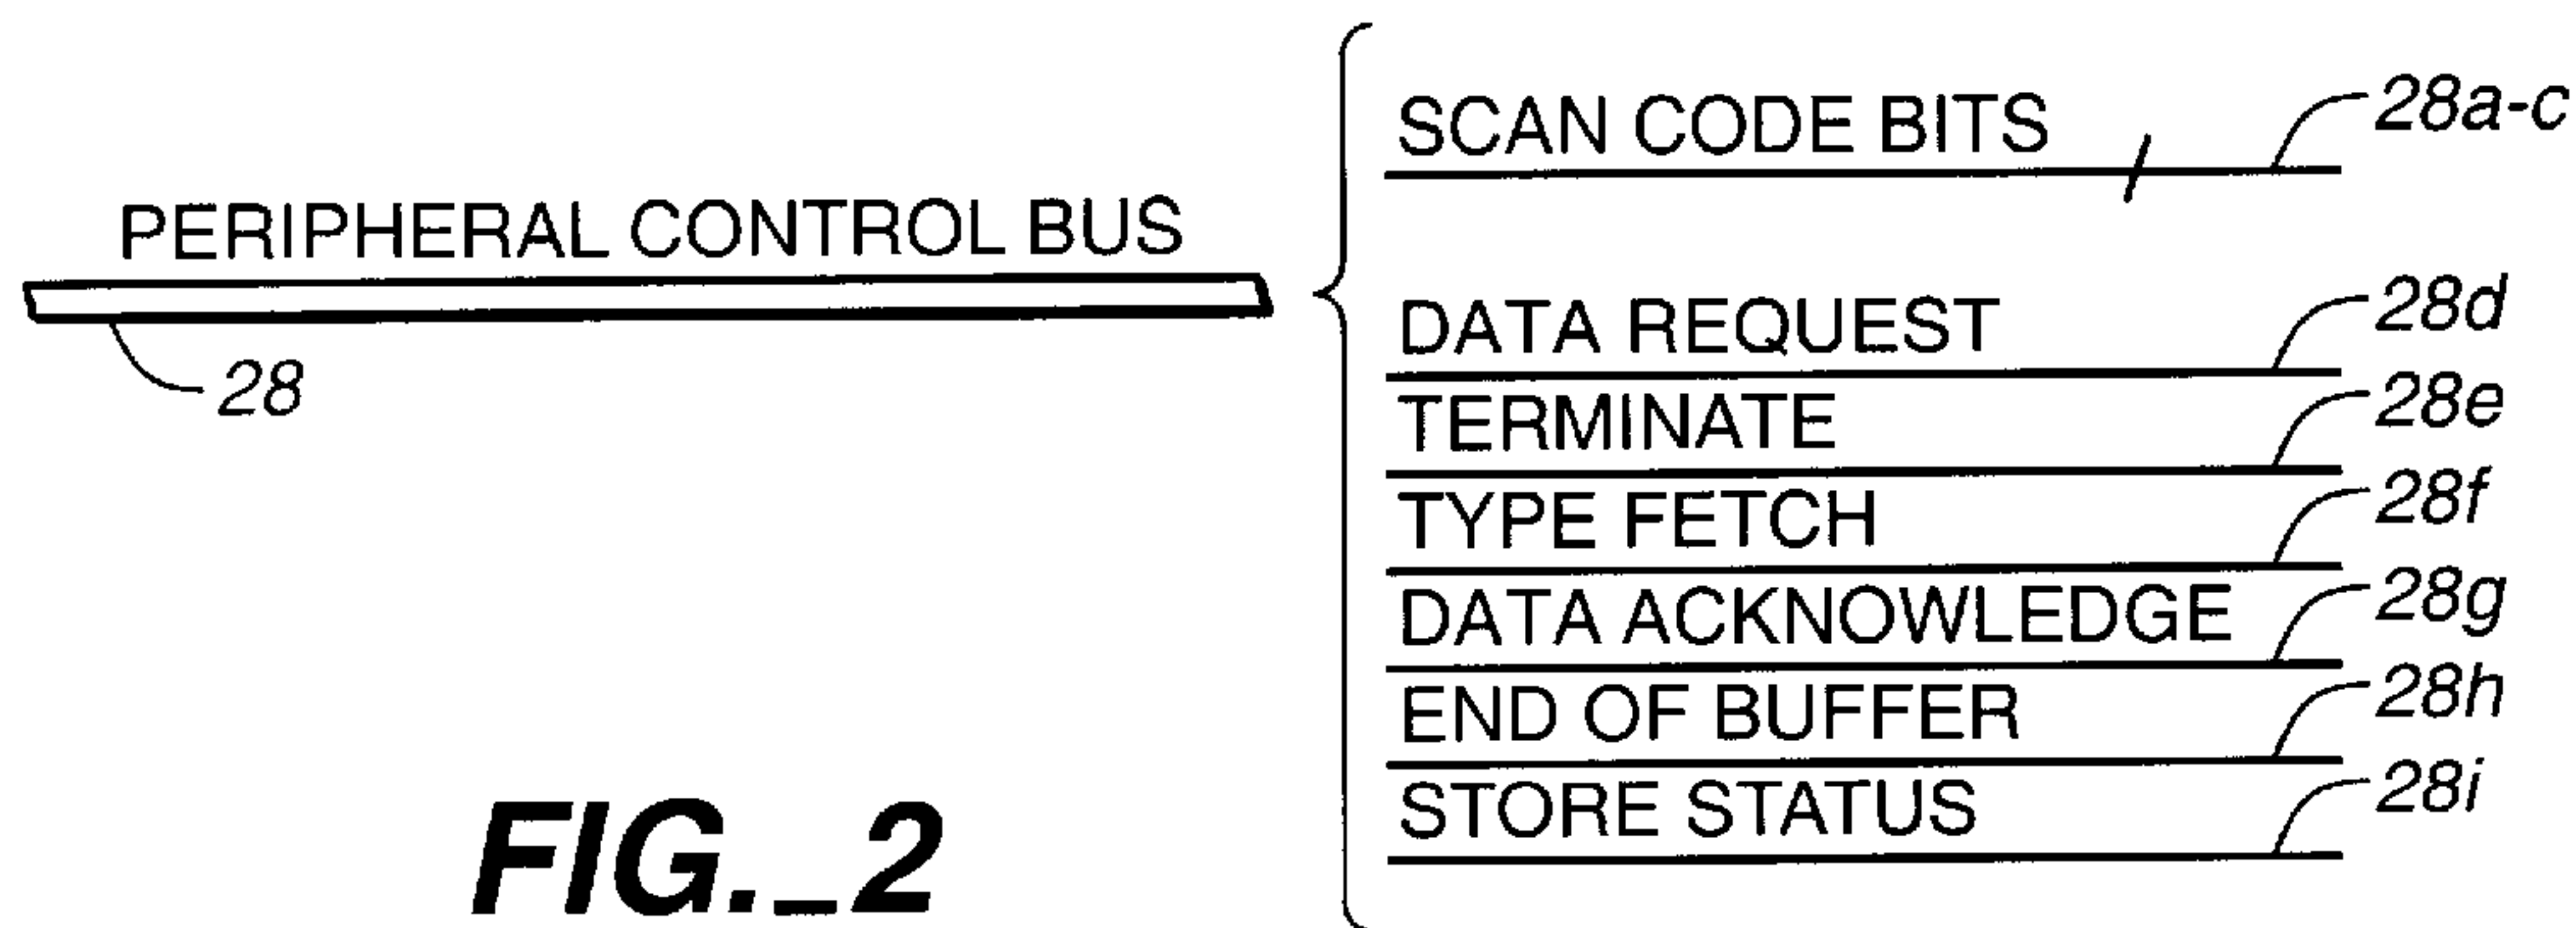 PERIPHERAL CONTROL BUS
28
SCAN CODE BITS 28a-c
DATA REQUEST 28d
TERMINATE 28e
TYPE FETCH 28f
DATA ACKNOWLEDGE 28g
END OF BUFFER 28h
STORE STATUS 28i
FIG._2